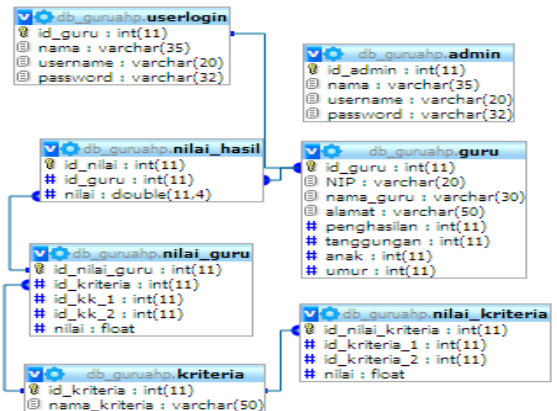 db_guruahp.userlogin
id_guru : int(11)
nama : varchar(35)
username : varchar(20)
password : varchar(32)
db_guruahp.admin
id_admin : int(11)
nama : varchar(35)
username : varchar(20)
password : varchar(32)
db_guruahp.nilai_hasil
id_nilai : int(11)
# id_guru : int(11)
# nilai : double(11,4)
db_guruahp.guru
id_guru : int(11)
NIP : varchar(20)
nama_guru : varchar(30)
alamat : varchar(50)
# penghasilan : int(11)
# tanggungan : int(11)
# anak : int(11)
# umur : int(11)
db_guruahp.nilai_guru
id_nilai_guru : int(11)
# id_kriteria : int(11)
# id_kk_1 : int(11)
# id_kk_2 : int(11)
# nilai : float
db_guruahp.nilai_kriteria
id_nilai_kriteria : int(11)
# id_kriteria_1 : int(11)
# id_kriteria_2 : int(11)
# nilai : float
db_guruahp.kriteria
id_kriteria : int(11)
nama_kriteria : varchar(50)